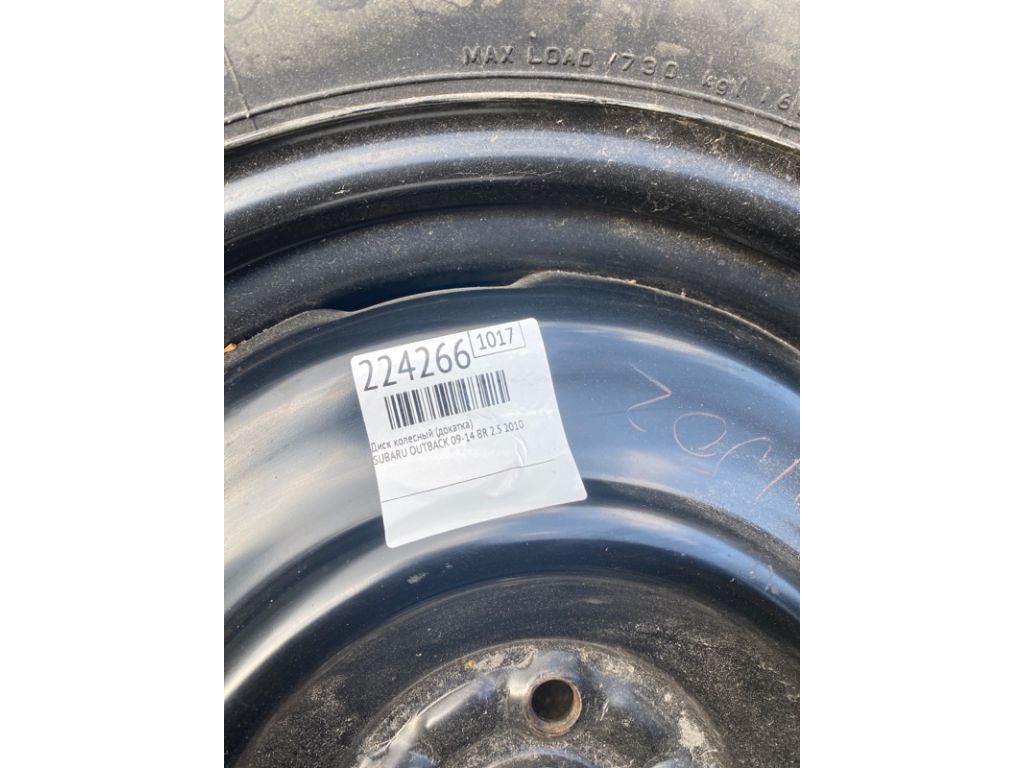 MAX LOAD 730 kg
224266 1017
Диск колесный (докатка)
SUBARU OUTBACK 09-14 BR 2.5 2010